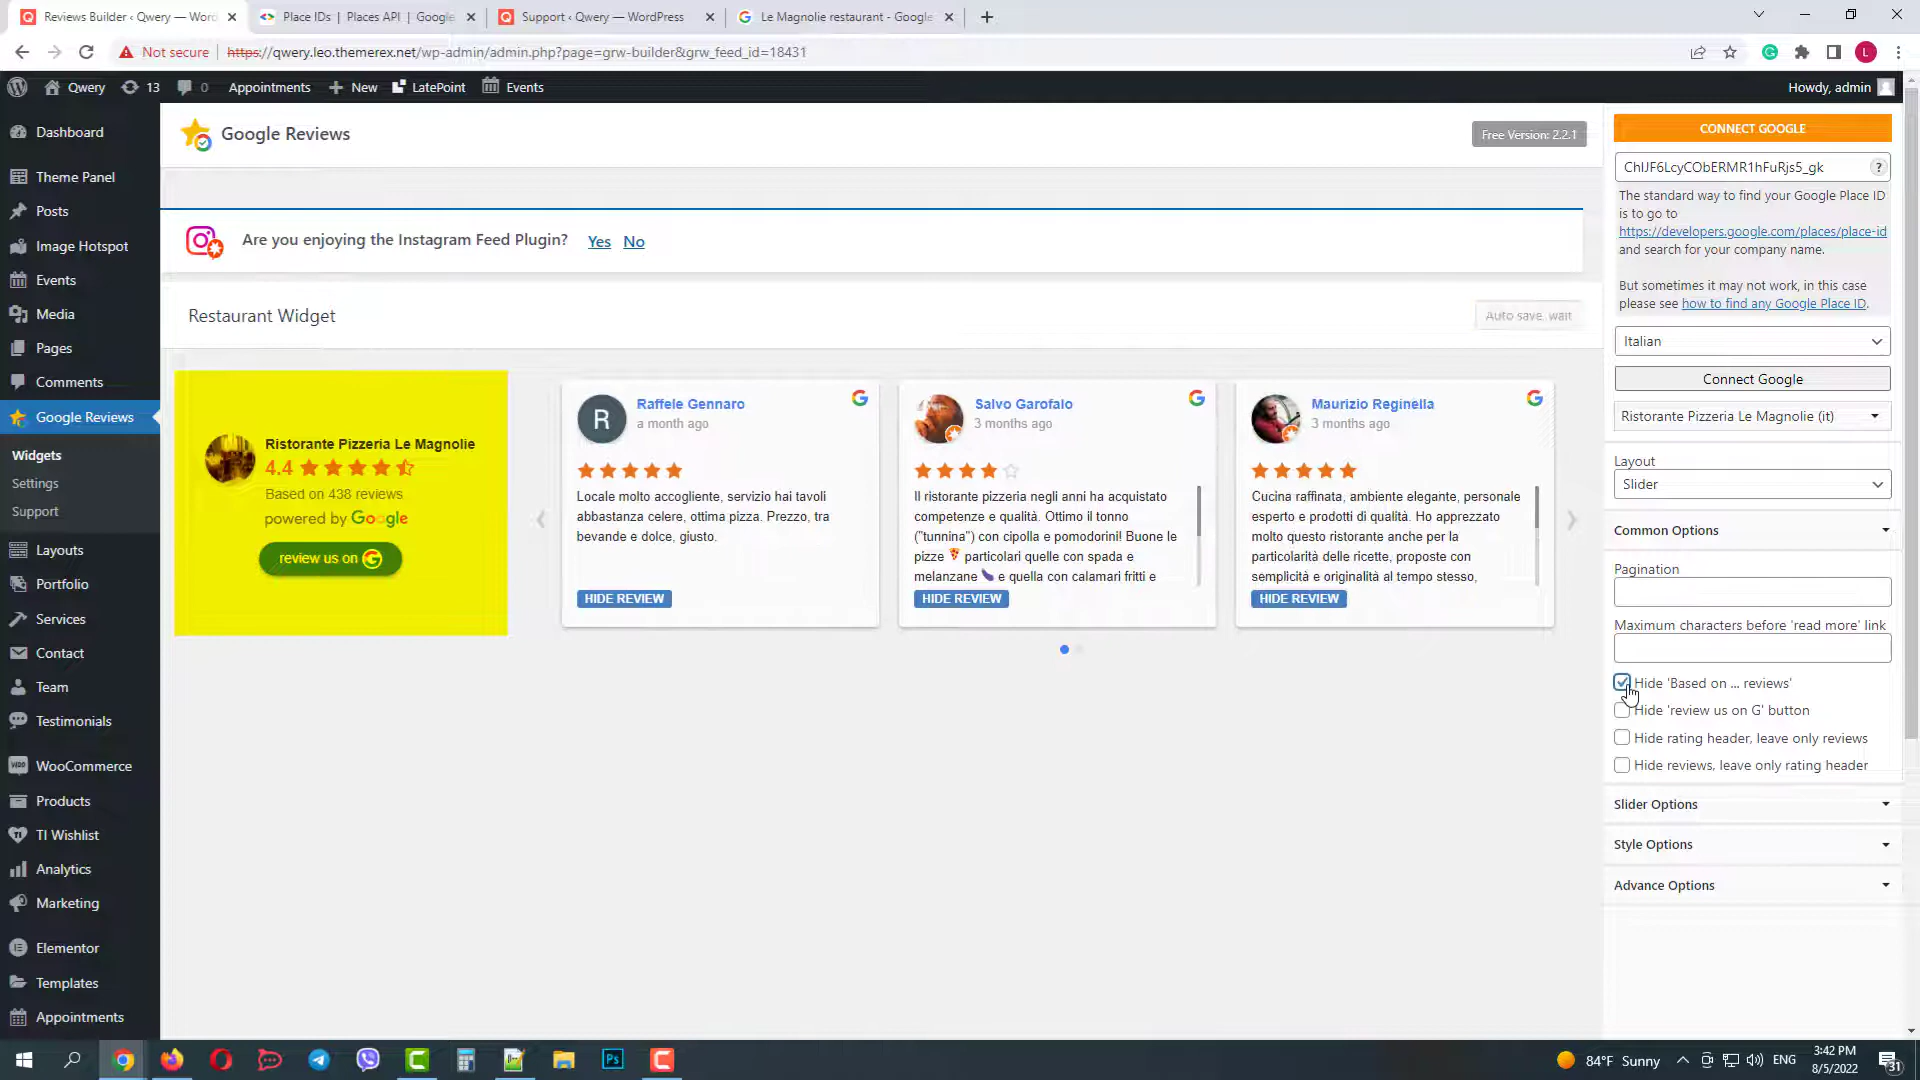 Reviews Builder ‹ Qwery — Word
Place IDs | Places API | Google
Support ‹ Qwery — WordPress
Le Magnolie restaurant - Google
Not secure
https://qwery.leo.themerex.net/wp-admin/admin.php?page=grw-builder&grw_feed_id=18431
L
Qwery
13
0
Appointments
New
LatePoint
Events
Howdy, admin
Dashboard
Theme Panel
Posts
Image Hotspot
Events
Media
Pages
Comments
Google Reviews
Widgets
Settings
Support
Layouts
Portfolio
Services
Contact
Team
Testimonials
WooCommerce
Products
TI Wishlist
Analytics
Marketing
Elementor
Templates
Appointments
Google Reviews
Free Version: 2.2.1
Are you enjoying the Instagram Feed Plugin? Yes No
Restaurant Widget
Auto save, wait
Ristorante Pizzeria Le Magnolie
4.4
Based on 438 reviews
powered by Google
review us on G
R
Raffele Gennaro
a month ago
Locale molto accogliente, servizio hai tavoli
abbastanza celere, ottima pizza. Prezzo, tra
bevande e dolce, giusto.
HIDE REVIEW
Salvo Garofalo
3 months ago
Il ristorante pizzeria negli anni ha acquistato
competenze e qualità. Ottimo il tonno
("tunnina") con cipolla e pomodorini! Buone le
pizze 🍕 particolari quelle con spada e
melanzane 🍆 e quella con calamari fritti e
HIDE REVIEW
Maurizio Reginella
3 months ago
Cucina raffinata, ambiente elegante, personale
esperto e prodotti di qualità. Ho apprezzato
molto questo ristorante anche per la
particolarità delle ricette, proposte con
semplicità e originalità al tempo stesso,
HIDE REVIEW
CONNECT GOOGLE
ChIJF6LcyCObERMR1hFuRjs5_gk
?
The standard way to find your Google Place ID
is to go to
https://developers.google.com/places/place-id
and search for your company name.
But sometimes it may not work, in this case
please see how to find any Google Place ID.
Italian
Connect Google
Ristorante Pizzeria Le Magnolie (it)
Layout
Slider
Common Options
Pagination
Maximum characters before 'read more' link
Hide 'Based on ... reviews'
Hide 'review us on G' button
Hide rating header, leave only reviews
Hide reviews, leave only rating header
Slider Options
Style Options
Advance Options
Ps
84°F Sunny
ENG
3:42 PM
8/5/2022
31